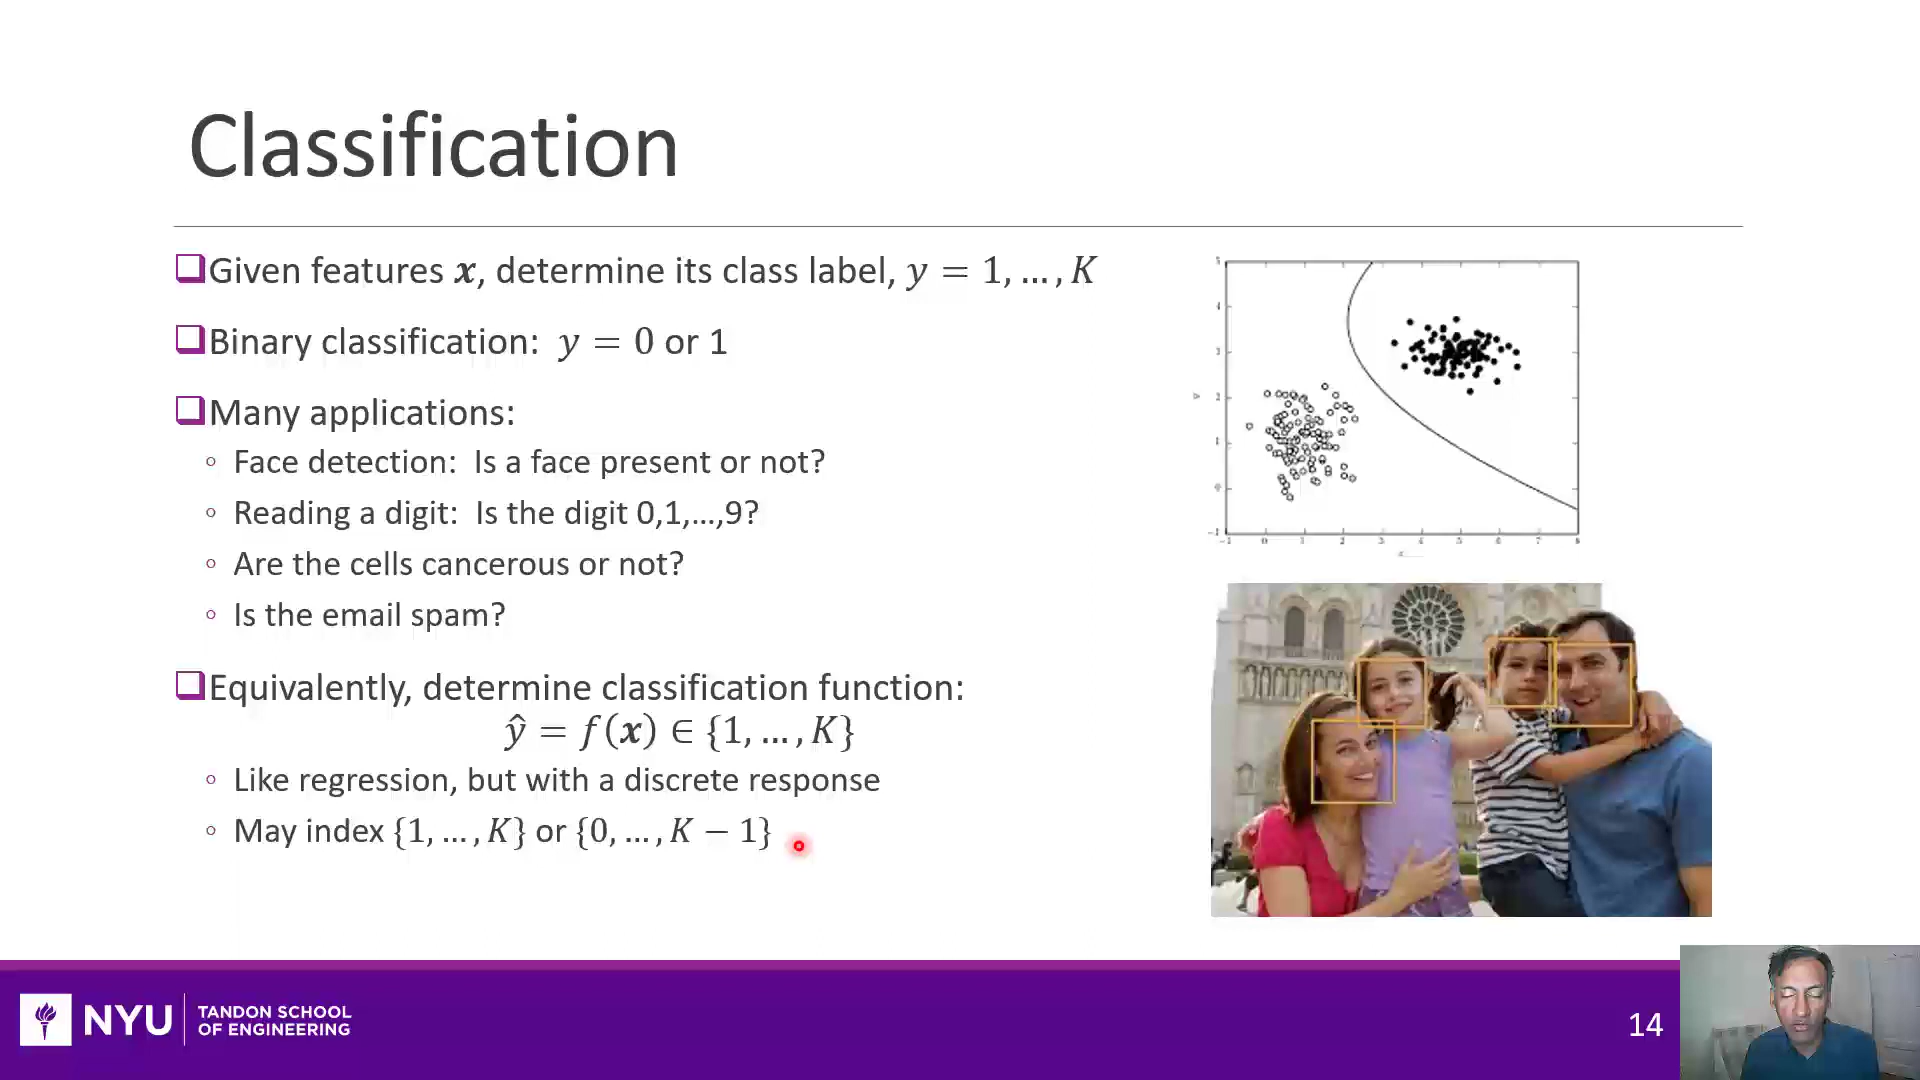 Classification
Given features x, determine its class label, y = 1, … , K
Binary classification: y = 0 or 1
Many applications:
Face detection: Is a face present or not?
Reading a digit: Is the digit 0,1,…,9?
Are the cells cancerous or not?
Is the email spam?
Equivalently, determine classification function:
ŷ = f(x) ∈ {1, … , K}
Like regression, but with a discrete response
May index {1, … , K} or {0, … , K − 1}
NYU
TANDON SCHOOL
OF ENGINEERING
14